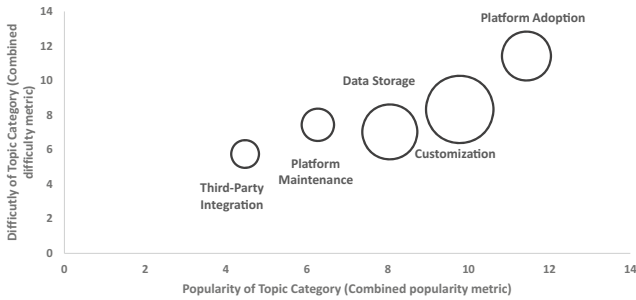 14
12
10
8
6
4
2
0
Difficutly of Topic Category (Combined
difficulty metric)
Platform Adoption
Data Storage
Customization
Platform
Maintenance
Third-Party
Integration
0 2 4 6 8 10 12 14
Popularity of Topic Category (Combined popularity metric)